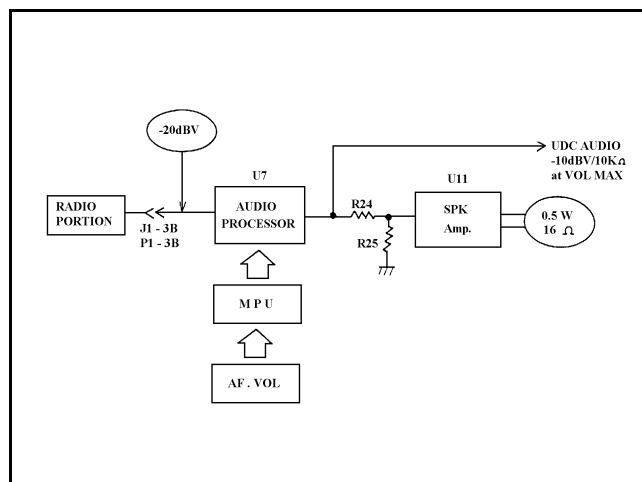 -20dBV
UDC AUDIO
-10dBV/10KΩ
at VOL MAX
U7
U11
RADIO
PORTION
J1 - 3B
P1 - 3B
AUDIO
PROCESSOR
R24
R25
SPK
Amp.
0.5 W
16 Ω
M P U
AF . VOL